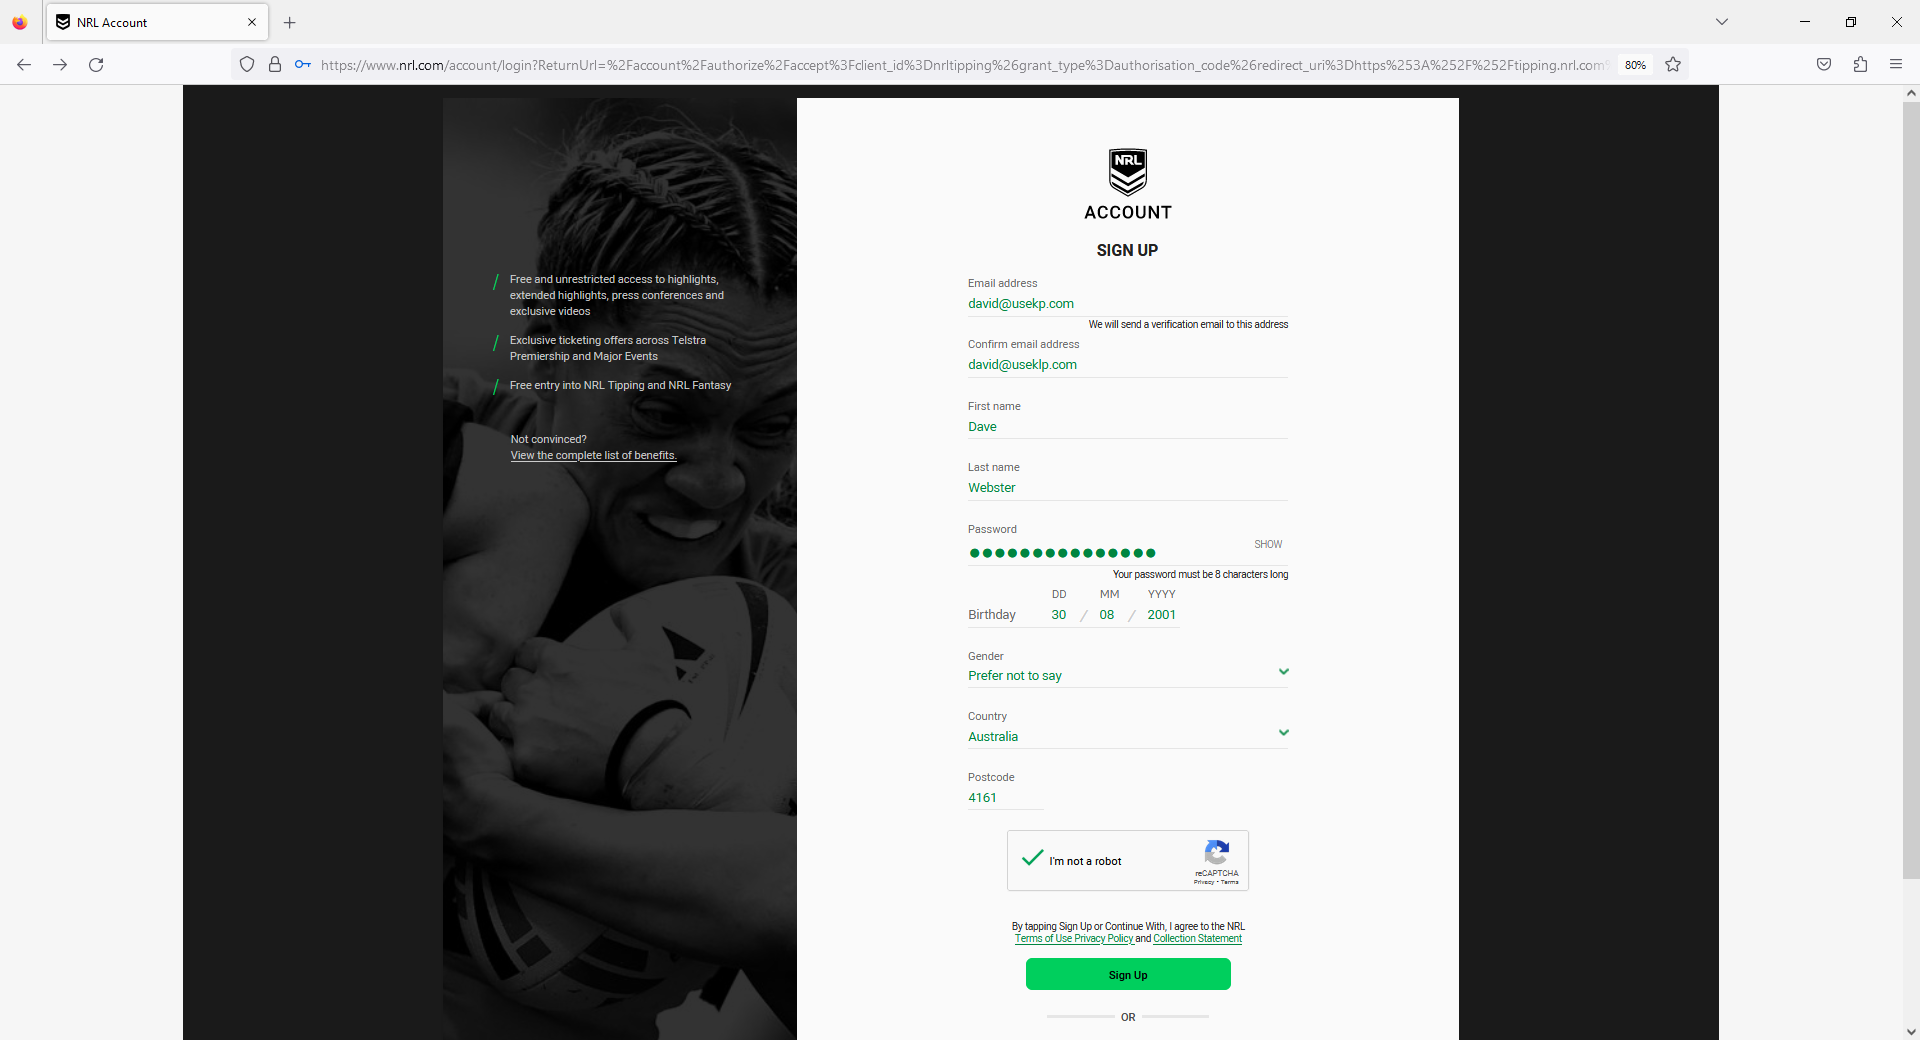 NRL Account
https://www.nrl.com/account/login?ReturnUrl=%2Faccount%2Fauthorize%2Faccept%3Fclient_id%3Dnrltipping%26grant_type%3Dauthorisation_code%26redirect_uri%3Dhttps%253A%252F%252Ftipping.nrl.com
80%
NRL
ACCOUNT
SIGN UP
Free and unrestricted access to highlights,
extended highlights, press conferences and
exclusive videos
Exclusive ticketing offers across Telstra
Premiership and Major Events
Free entry into NRL Tipping and NRL Fantasy
Not convinced?
View the complete list of benefits.
Email address
david@usekp.com
We will send a verification email to this address
Confirm email address
david@useklp.com
First name
Dave
Last name
Webster
Password
SHOW
Your password must be 8 characters long
DD MM YYYY
Birthday 30 / 08 / 2001
Gender
Prefer not to say
Country
Australia
Postcode
4161
I'm not a robot
reCAPTCHA
Privacy - Terms
By tapping Sign Up or Continue With, I agree to the NRL
Terms of Use Privacy Policy and Collection Statement
Sign Up
OR